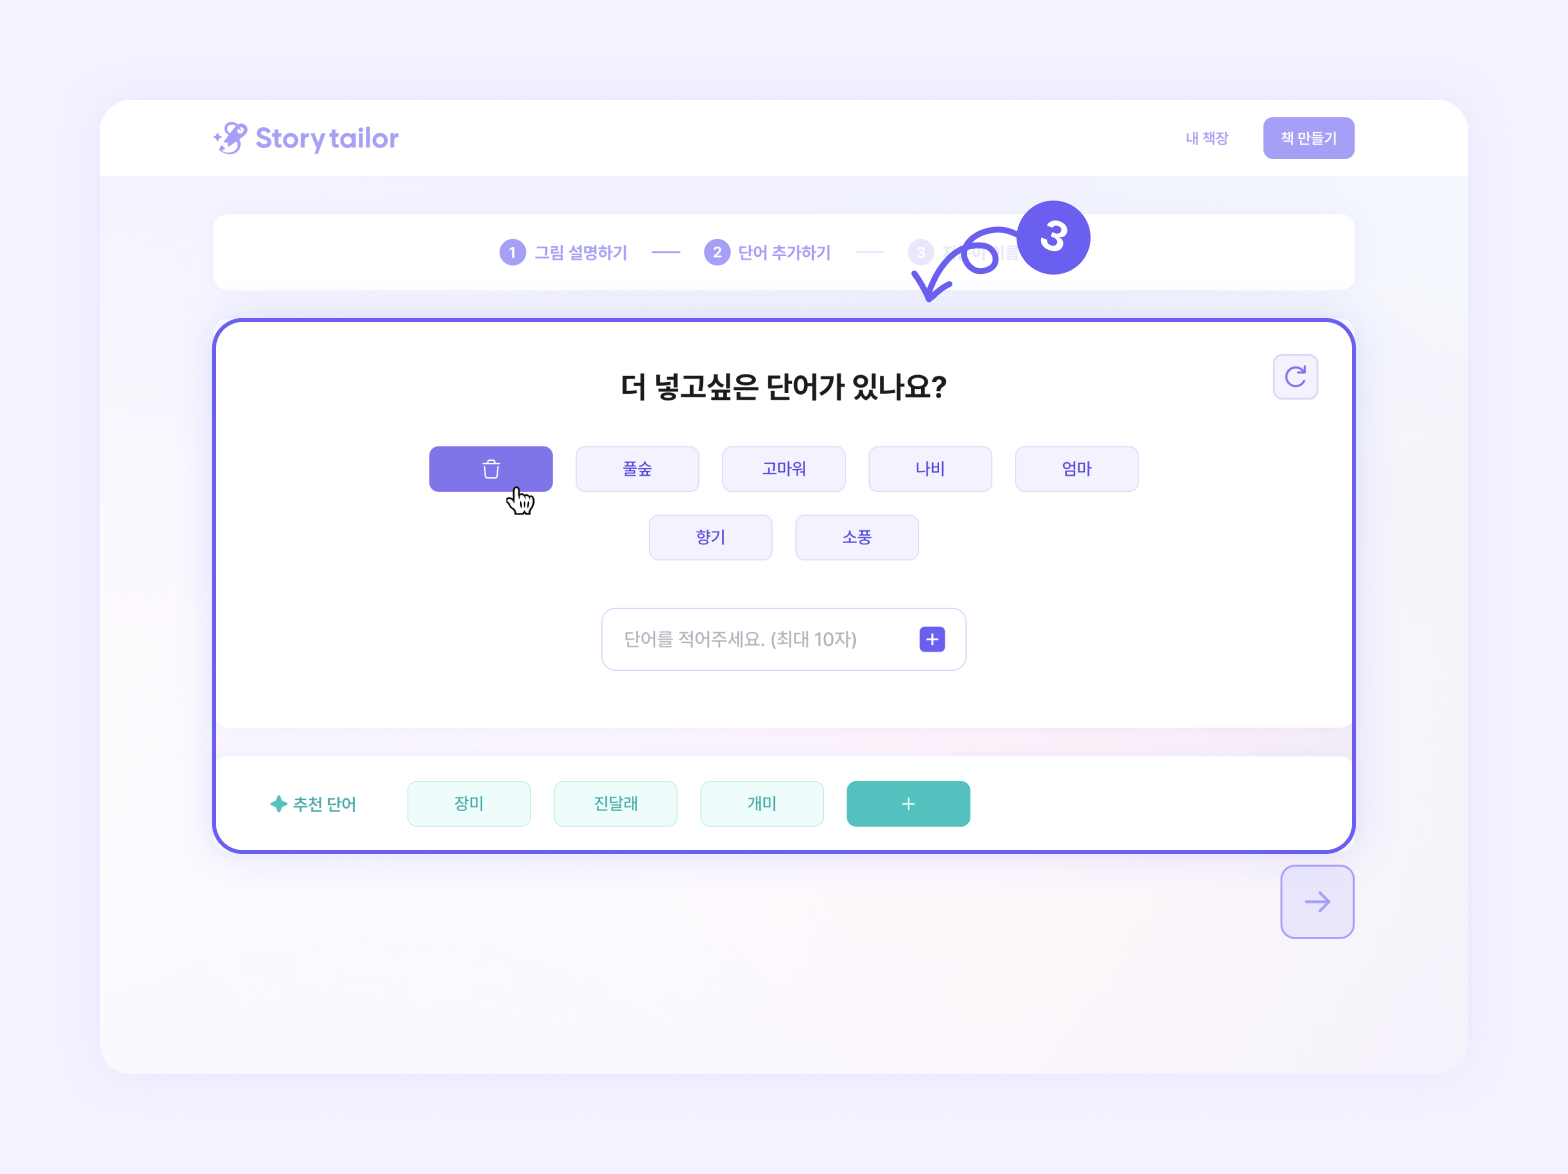 Story tailor
내 책장
책 만들기
1 그림 설명하기
2 단어 추가하기
3
3
더 넣고싶은 단어가 있나요?
풀숲 고마워 나비 엄마
향기 소풍
단어를 적어주세요. (최대 10자)
추천 단어 장미 진달래 개미